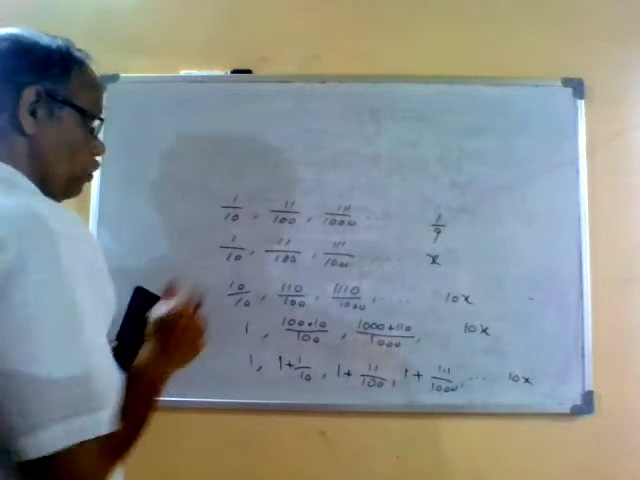 1/10, 11/100, 111/1000 ... 1/9
1/10, 11/100, 111/1000 ... x
10/10, 110/100, 1110/1000, ... 10x
1, 100+10/100, 1000+110/1000, 10x
1, 1+1/10, 1+11/100, 1+111/1000, ... 10x